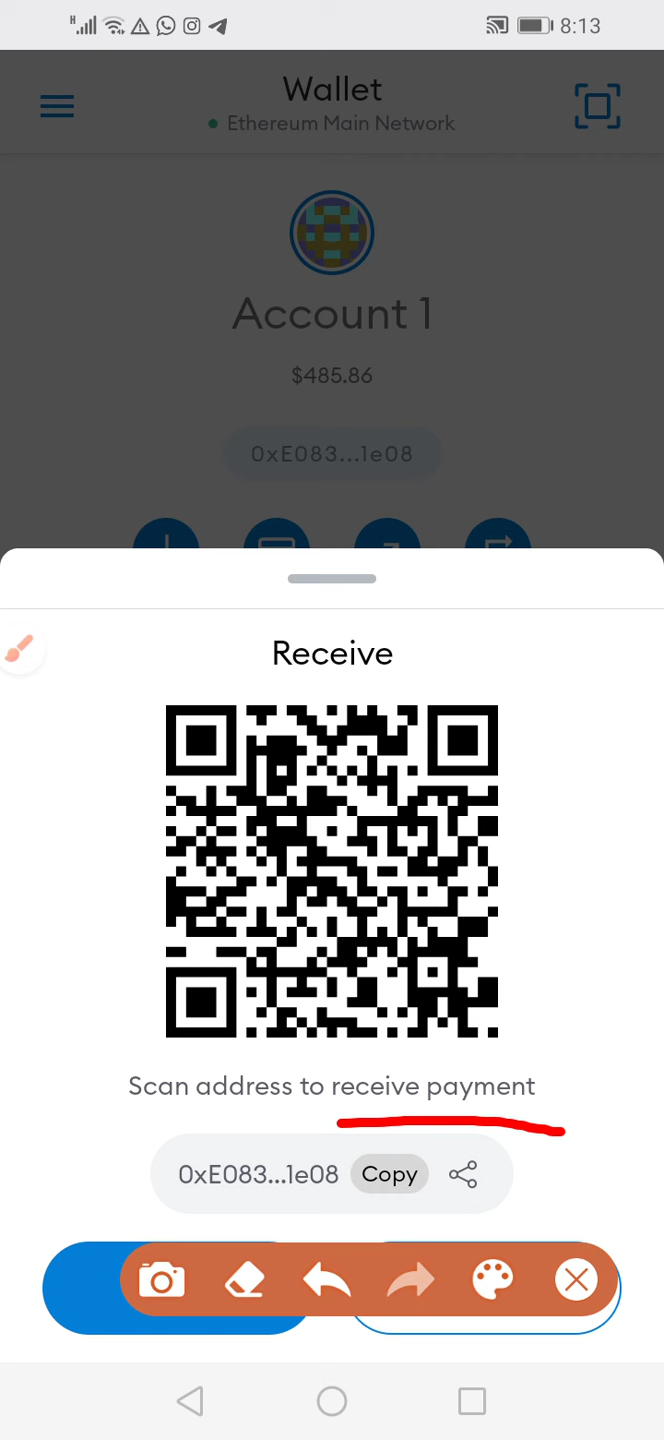 H
8:13
Wallet
Ethereum Main Network
Account 1
$485.86
0xE083...1e08
Receive
Scan address to receive payment
0xE083...1e08 Copy